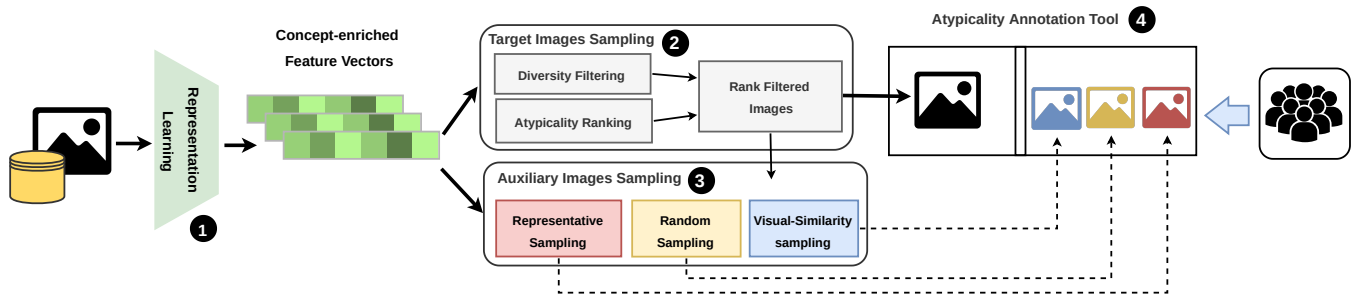 Representation
Learning
1
Concept-enriched
Feature Vectors
Target Images Sampling 2
Diversity Filtering
Atypicality Ranking
Rank Filtered
Images
Auxiliary Images Sampling 3
Representative
Sampling
Random
Sampling
Visual-Similarity
sampling
Atypicality Annotation Tool 4